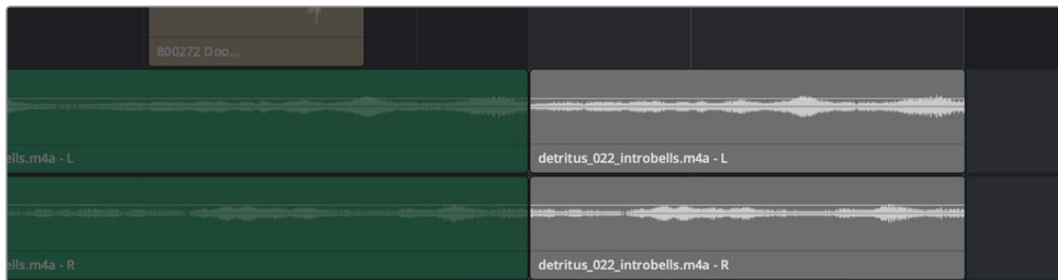 800272 Doo...
ells.m4a - L
detritus_022_introbells.m4a - L
ells.m4a - R
detritus_022_introbells.m4a - R